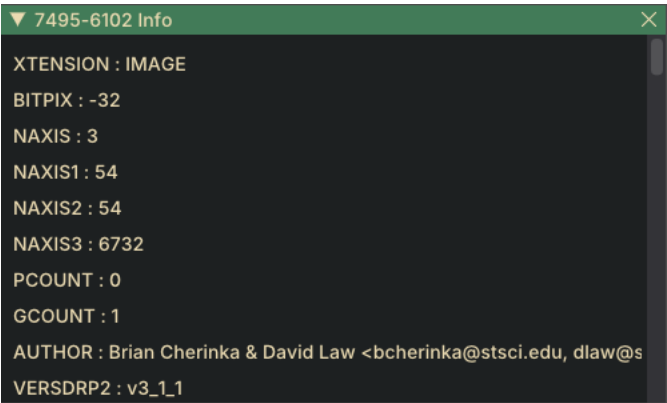 ▼ 7495-6102 Info
XTENSION : IMAGE
BITPIX : -32
NAXIS : 3
NAXIS1 : 54
NAXIS2 : 54
NAXIS3 : 6732
PCOUNT : 0
GCOUNT : 1
AUTHOR : Brian Cherinka & David Law <bcherinka@stsci.edu, dlaw@s
VERSDRP2 : v3_1_1